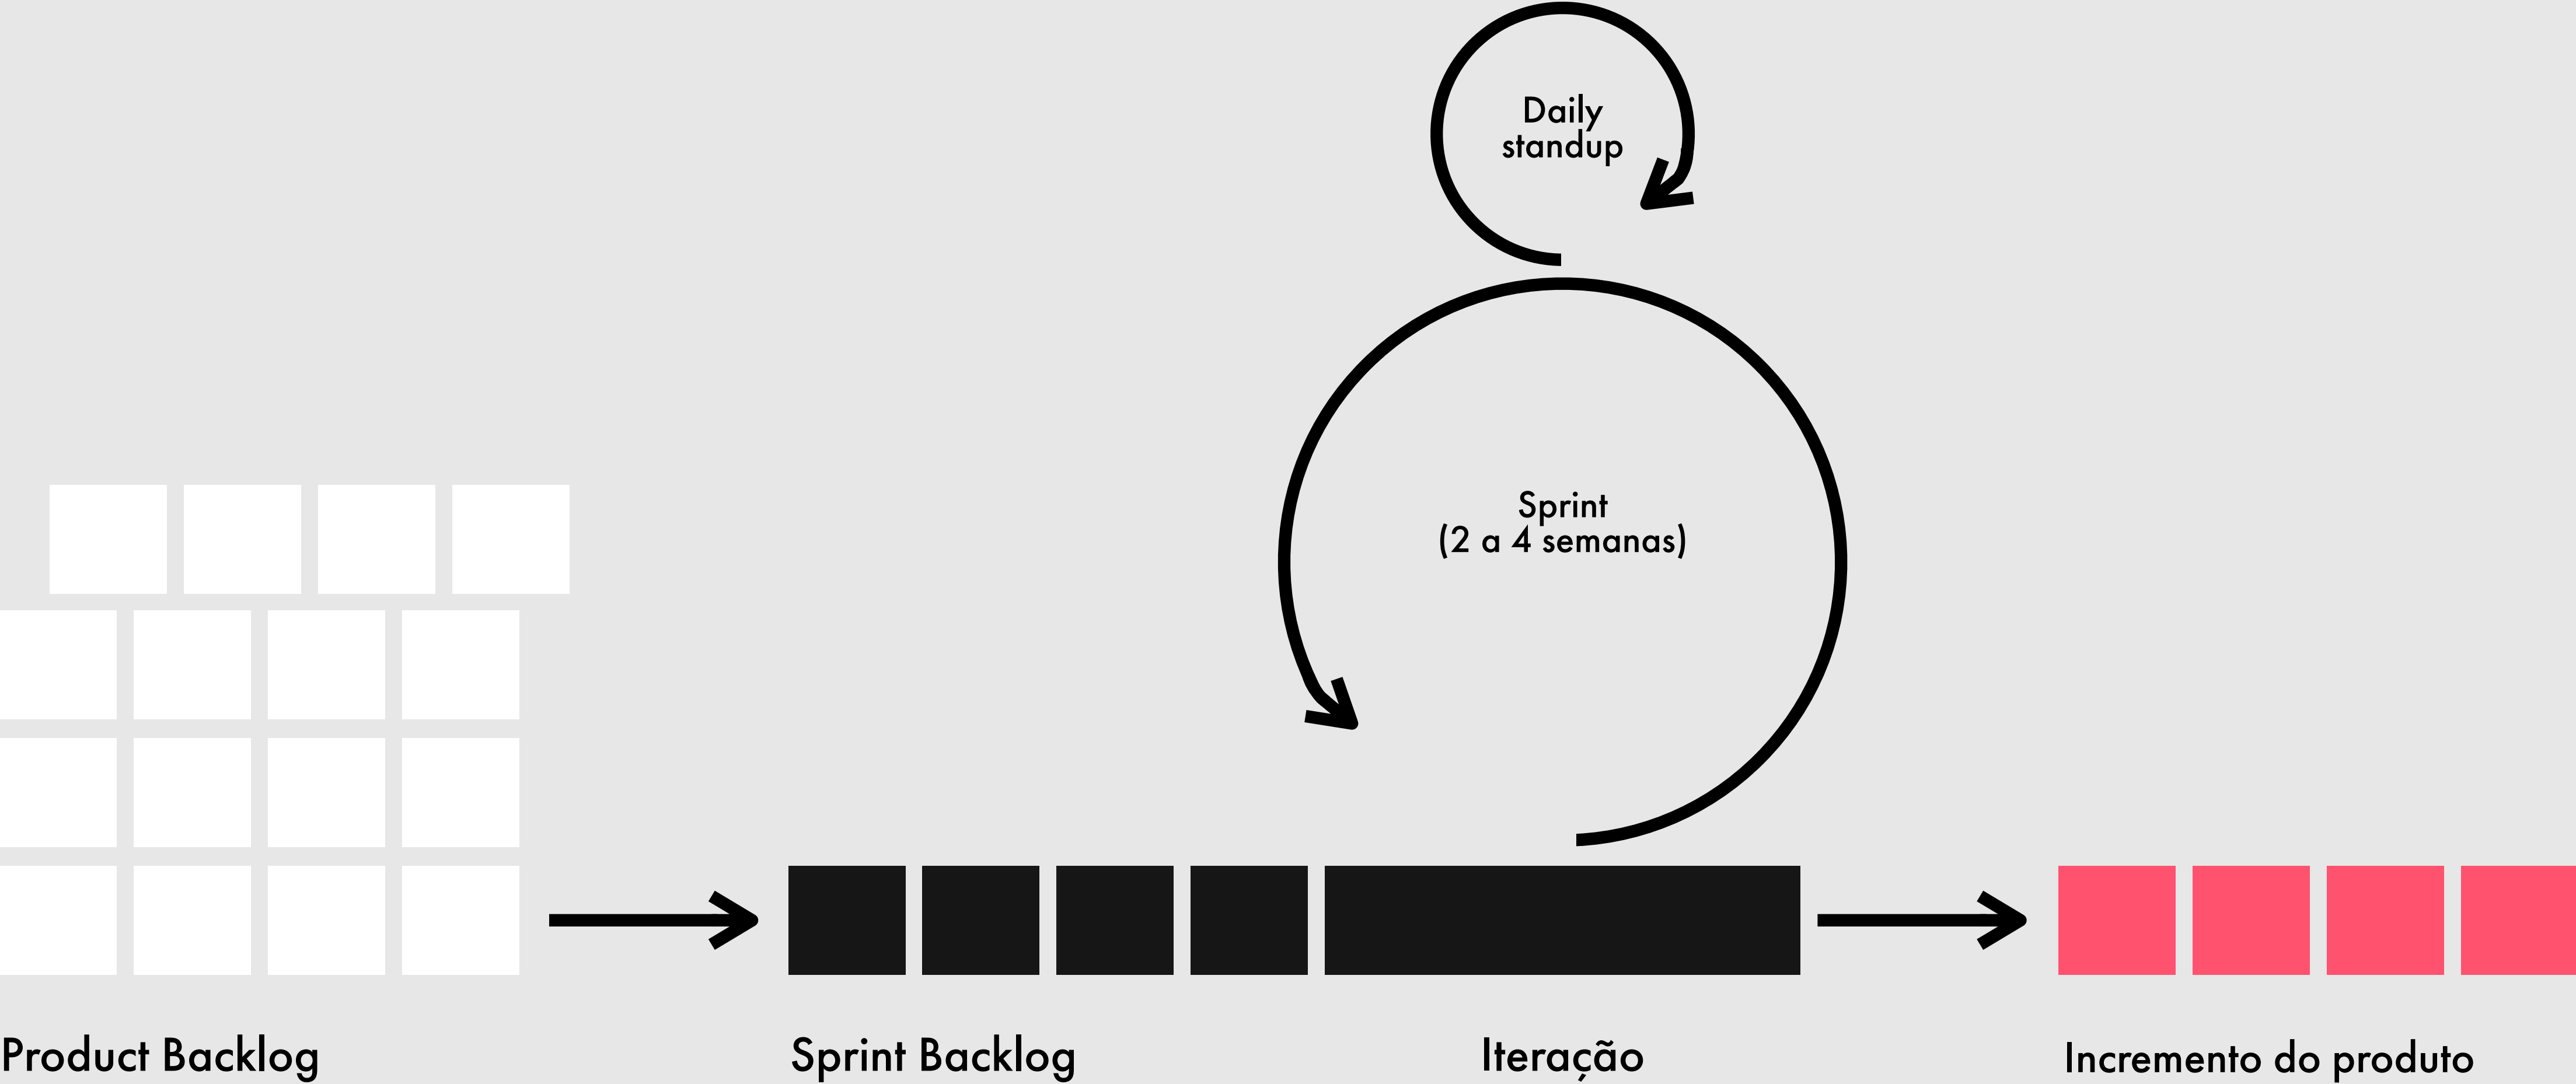 Daily
standup
Sprint
(2 a 4 semanas)
Product Backlog
Sprint Backlog
Iteração
Incremento do produto